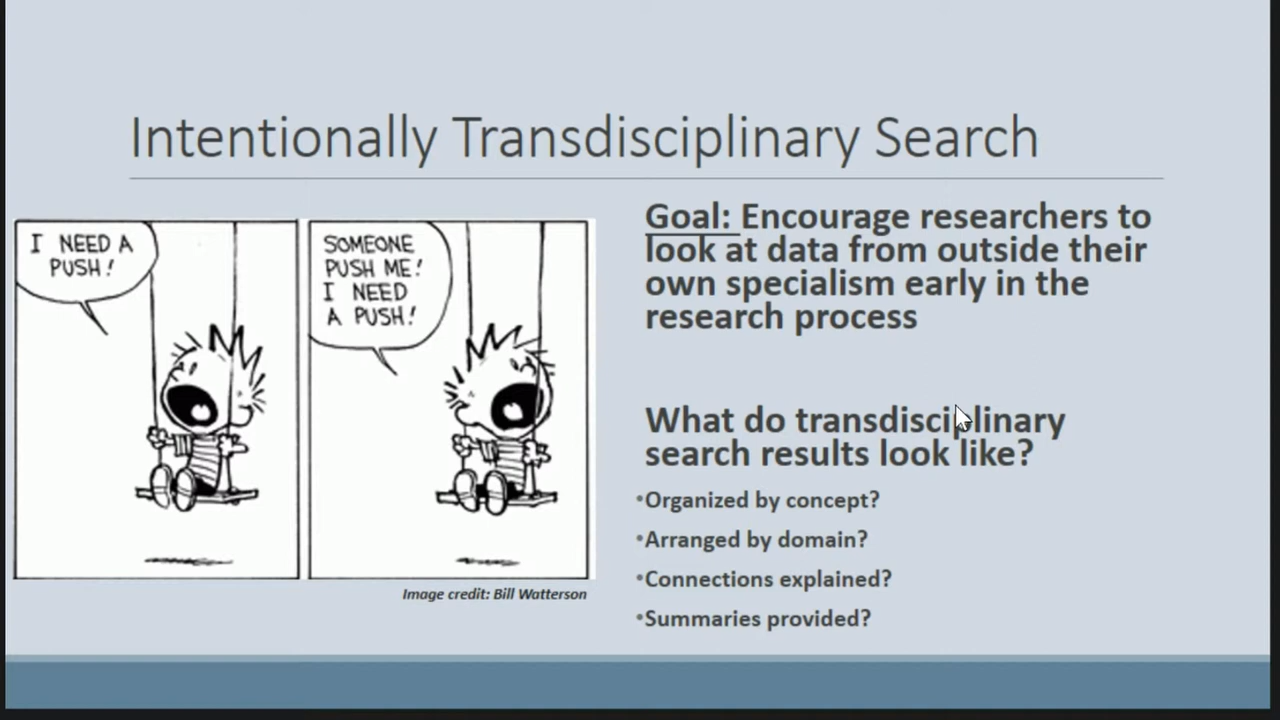 Intentionally Transdisciplinary Search
I NEED A
PUSH!
SOMEONE
PUSH ME!
I NEED
A PUSH!
Image credit: Bill Watterson
Goal: Encourage researchers to
look at data from outside their
own specialism early in the
research process
What do transdisciplinary
search results look like?
•Organized by concept?
•Arranged by domain?
•Connections explained?
•Summaries provided?